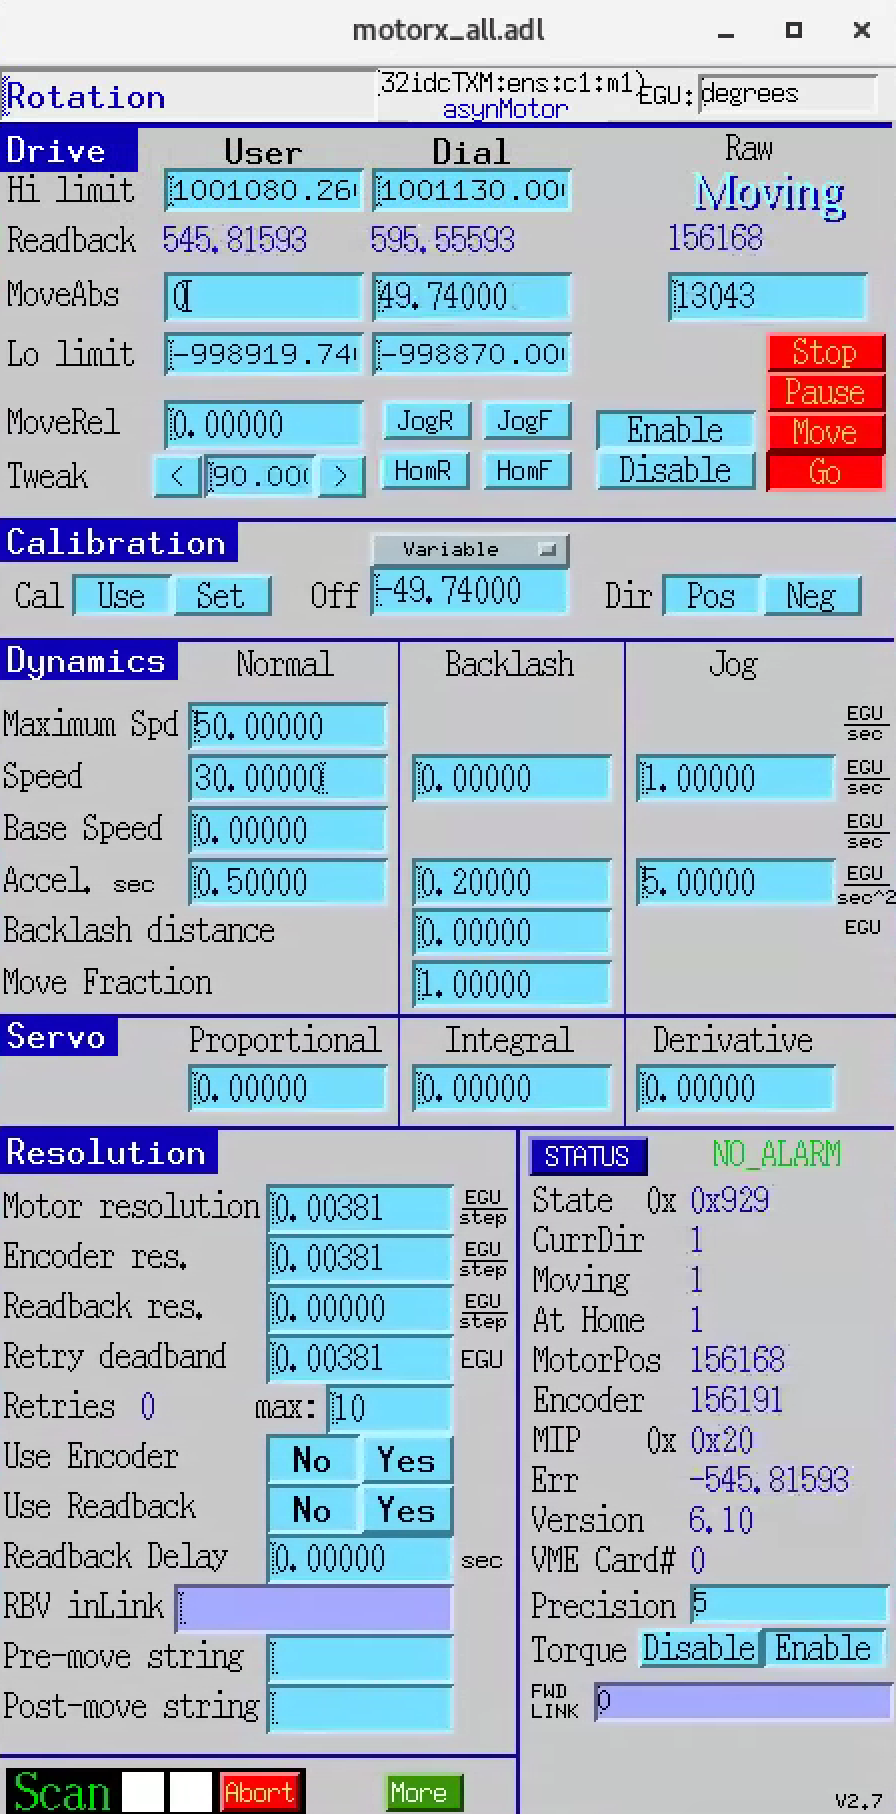 motorx_all.adl
Rotation
32idcTXM:ens:c1:m1)
asynMotor
EGU: degrees
Drive User Dial Raw
Hi limit 1001080.26 1001130.00 Moving
Readback 545.81593 595.55593 156168
MoveAbs 0 49.74000 13043
Lo limit -998919.74 -998870.00
Stop
Pause
MoveRel 0.00000 JogR JogF Enable Move
Tweak < 90.00 > HomR HomF Disable Go
Calibration Variable
Cal Use Set Off -49.74000 Dir Pos Neg
Dynamics Normal Backlash Jog
Maximum Spd 50.00000 EGU
sec
Speed 30.00000 0.00000 1.00000 EGU
sec
Base Speed 0.00000 EGU
sec
Accel. sec 0.50000 0.20000 5.00000 EGU
sec^2
Backlash distance 0.00000 EGU
Move Fraction 1.00000
Servo Proportional Integral Derivative
0.00000 0.00000 0.00000
Resolution
Motor resolution 0.00381 EGU
step
Encoder res. 0.00381 EGU
step
Readback res. 0.00000 EGU
step
Retry deadband 0.00381 EGU
Retries 0 max: 10
Use Encoder No Yes
Use Readback No Yes
Readback Delay 0.00000 sec
RBV inLink
Pre-move string
Post-move string
STATUS NO_ALARM
State 0x 0x929
CurrDir 1
Moving 1
At Home 1
MotorPos 156168
Encoder 156191
MIP 0x 0x20
Err -545.81593
Version 6.10
VME Card# 0
Precision 5
Torque Disable Enable
FWD
LINK 0
Scan Abort More
V2.7